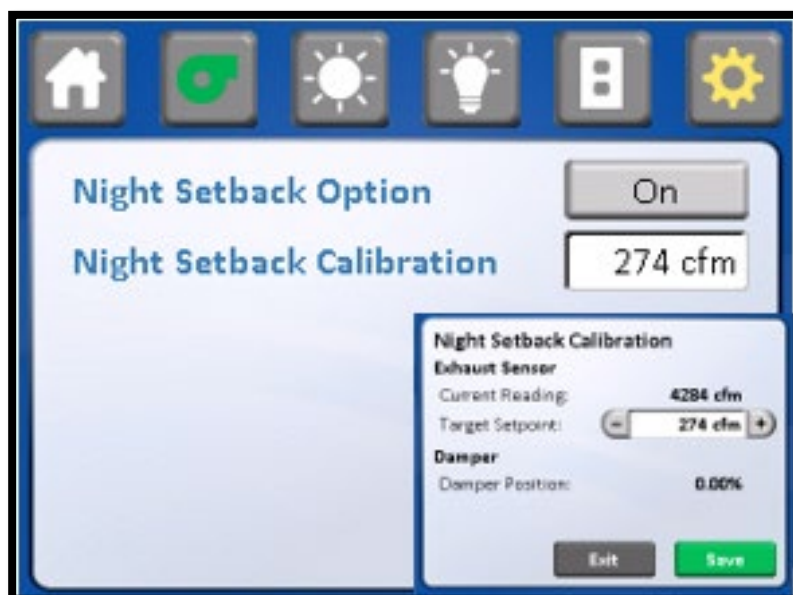 Night Setback Option On
Night Setback Calibration 274 cfm
Night Setback Calibration
Exhaust Sensor
Current Reading: 4284 cfm
Target Setpoint: - 274 cfm +
Damper
Damper Position: 0.00%
Exit Save